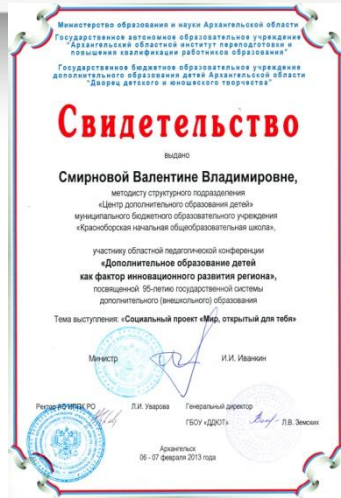 Министерство образования и науки Архангельской области
Государственное автономное образовательное учреждение
"Архангельский областной институт переподготовки и
повышения квалификации работников образования"
Государственное бюджетное образовательное учреждение
дополнительного образования детей Архангельской области
"Дворец детского и юношеского творчества"
Свидетельство
выдано
Смирновой Валентине Владимировне,
методисту структурного подразделения
«Центр дополнительного образования детей»
муниципального бюджетного образовательного учреждения
«Красноборская начальная общеобразовательная школа»,
участнику областной педагогической конференции
«Дополнительное образование детей
как фактор инновационного развития региона»,
посвященной 95-летию государственной системы
дополнительного (внешкольного) образования
Тема выступления: «Социальный проект «Мир, открытый для тебя»
Министр И.И. Иванкин
Ректор АО ИППК РО Л.И. Уварова Генеральный директор
ГБОУ «ДДЮТ» Л.В. Земских
Архангельск
06 - 07 февраля 2013 года